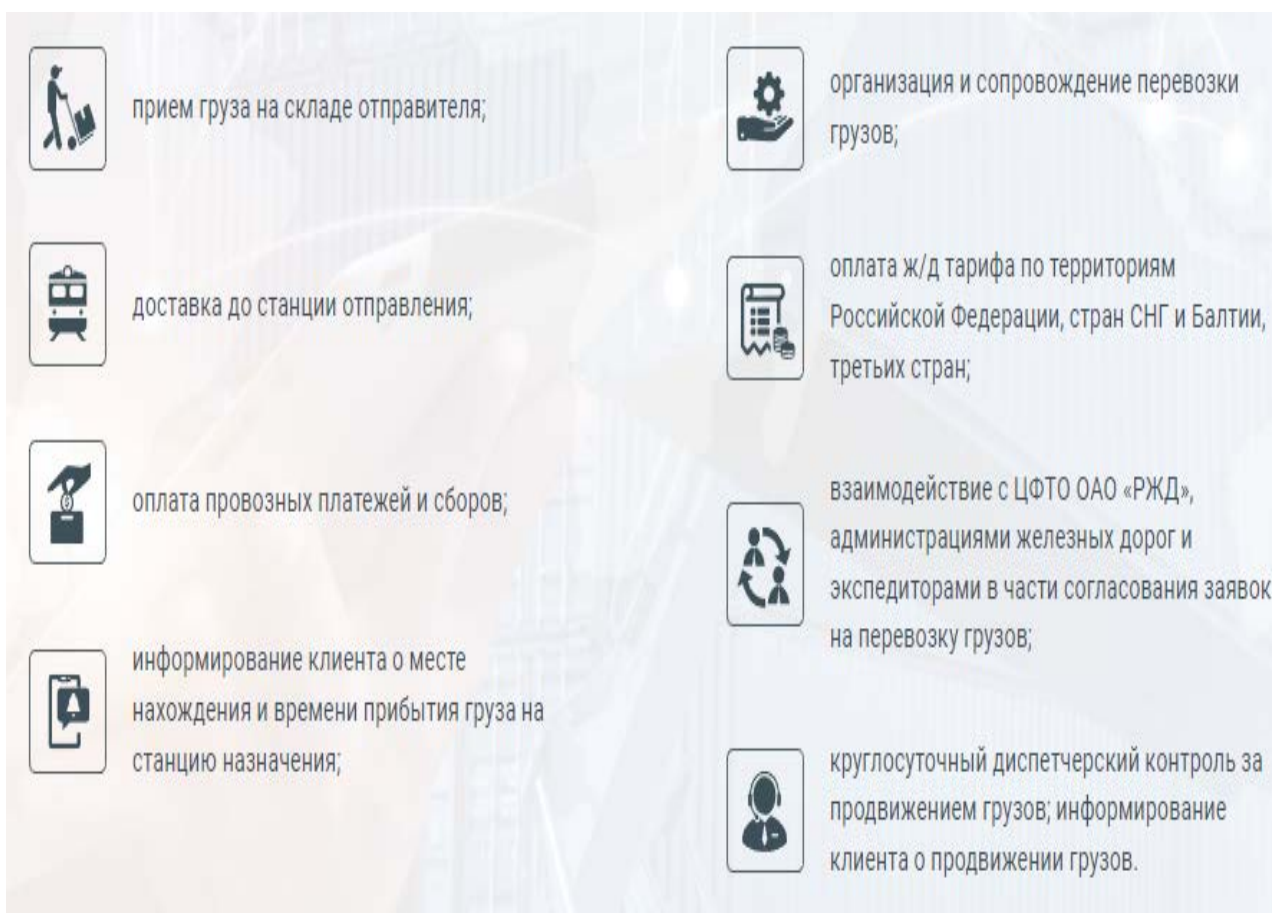 прием груза на складе отправителя;
доставка до станции отправления;
оплата провозных платежей и сборов;
информирование клиента о месте
нахождения и времени прибытия груза на
станцию назначения;
организация и сопровождение перевозки
грузов;
оплата ж/д тарифа по территориям
Российской Федерации, стран СНГ и Балтии,
третьих стран;
взаимодействие с ЦФТО ОАО «РЖД»,
администрациями железных дорог и
экспедиторами в части согласования заявок
на перевозку грузов;
круглосуточный диспетчерский контроль за
продвижением грузов; информирование
клиента о продвижении грузов.